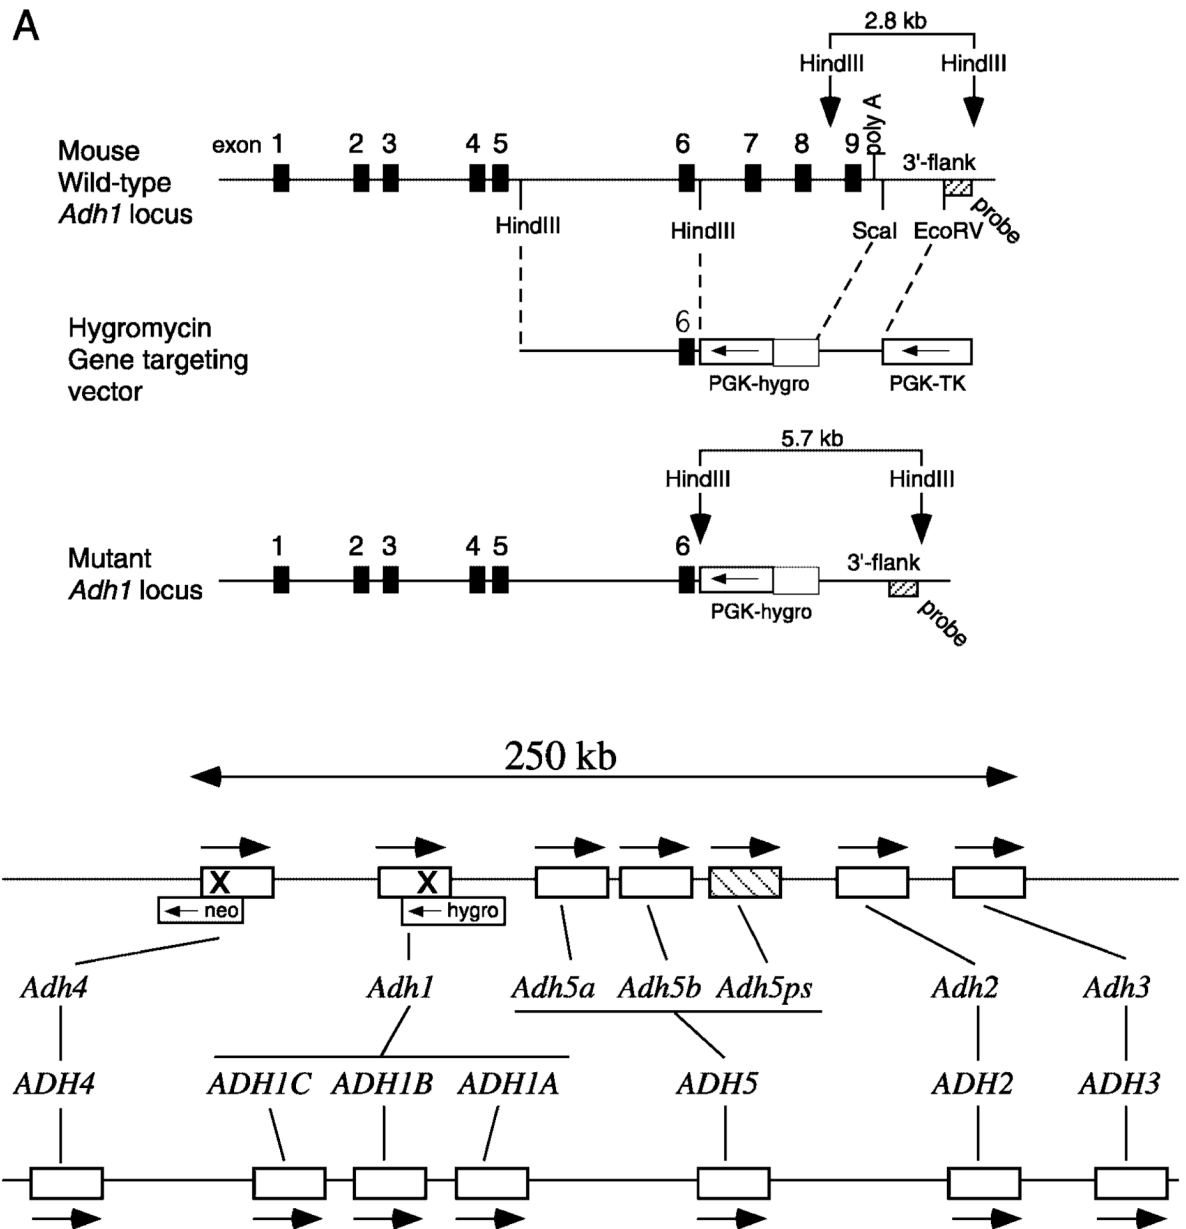 A
2.8 kb
HindIII HindIII
poly A
exon 1 2 3 4 5 6 7 8 9
3'-flank
Mouse
Wild-type
Adh1 locus
HindIII HindIII ScaI EcoRV probe
Hygromycin
Gene targeting
vector
6
PGK-hygro PGK-TK
5.7 kb
HindIII HindIII
Mutant
Adh1 locus
1 2 3 4 5 6
3'-flank
PGK-hygro
probe
250 kb
X X
neo hygro
Adh4 Adh1 Adh5a Adh5b Adh5ps Adh2 Adh3
ADH4 ADH1C ADH1B ADH1A ADH5 ADH2 ADH3